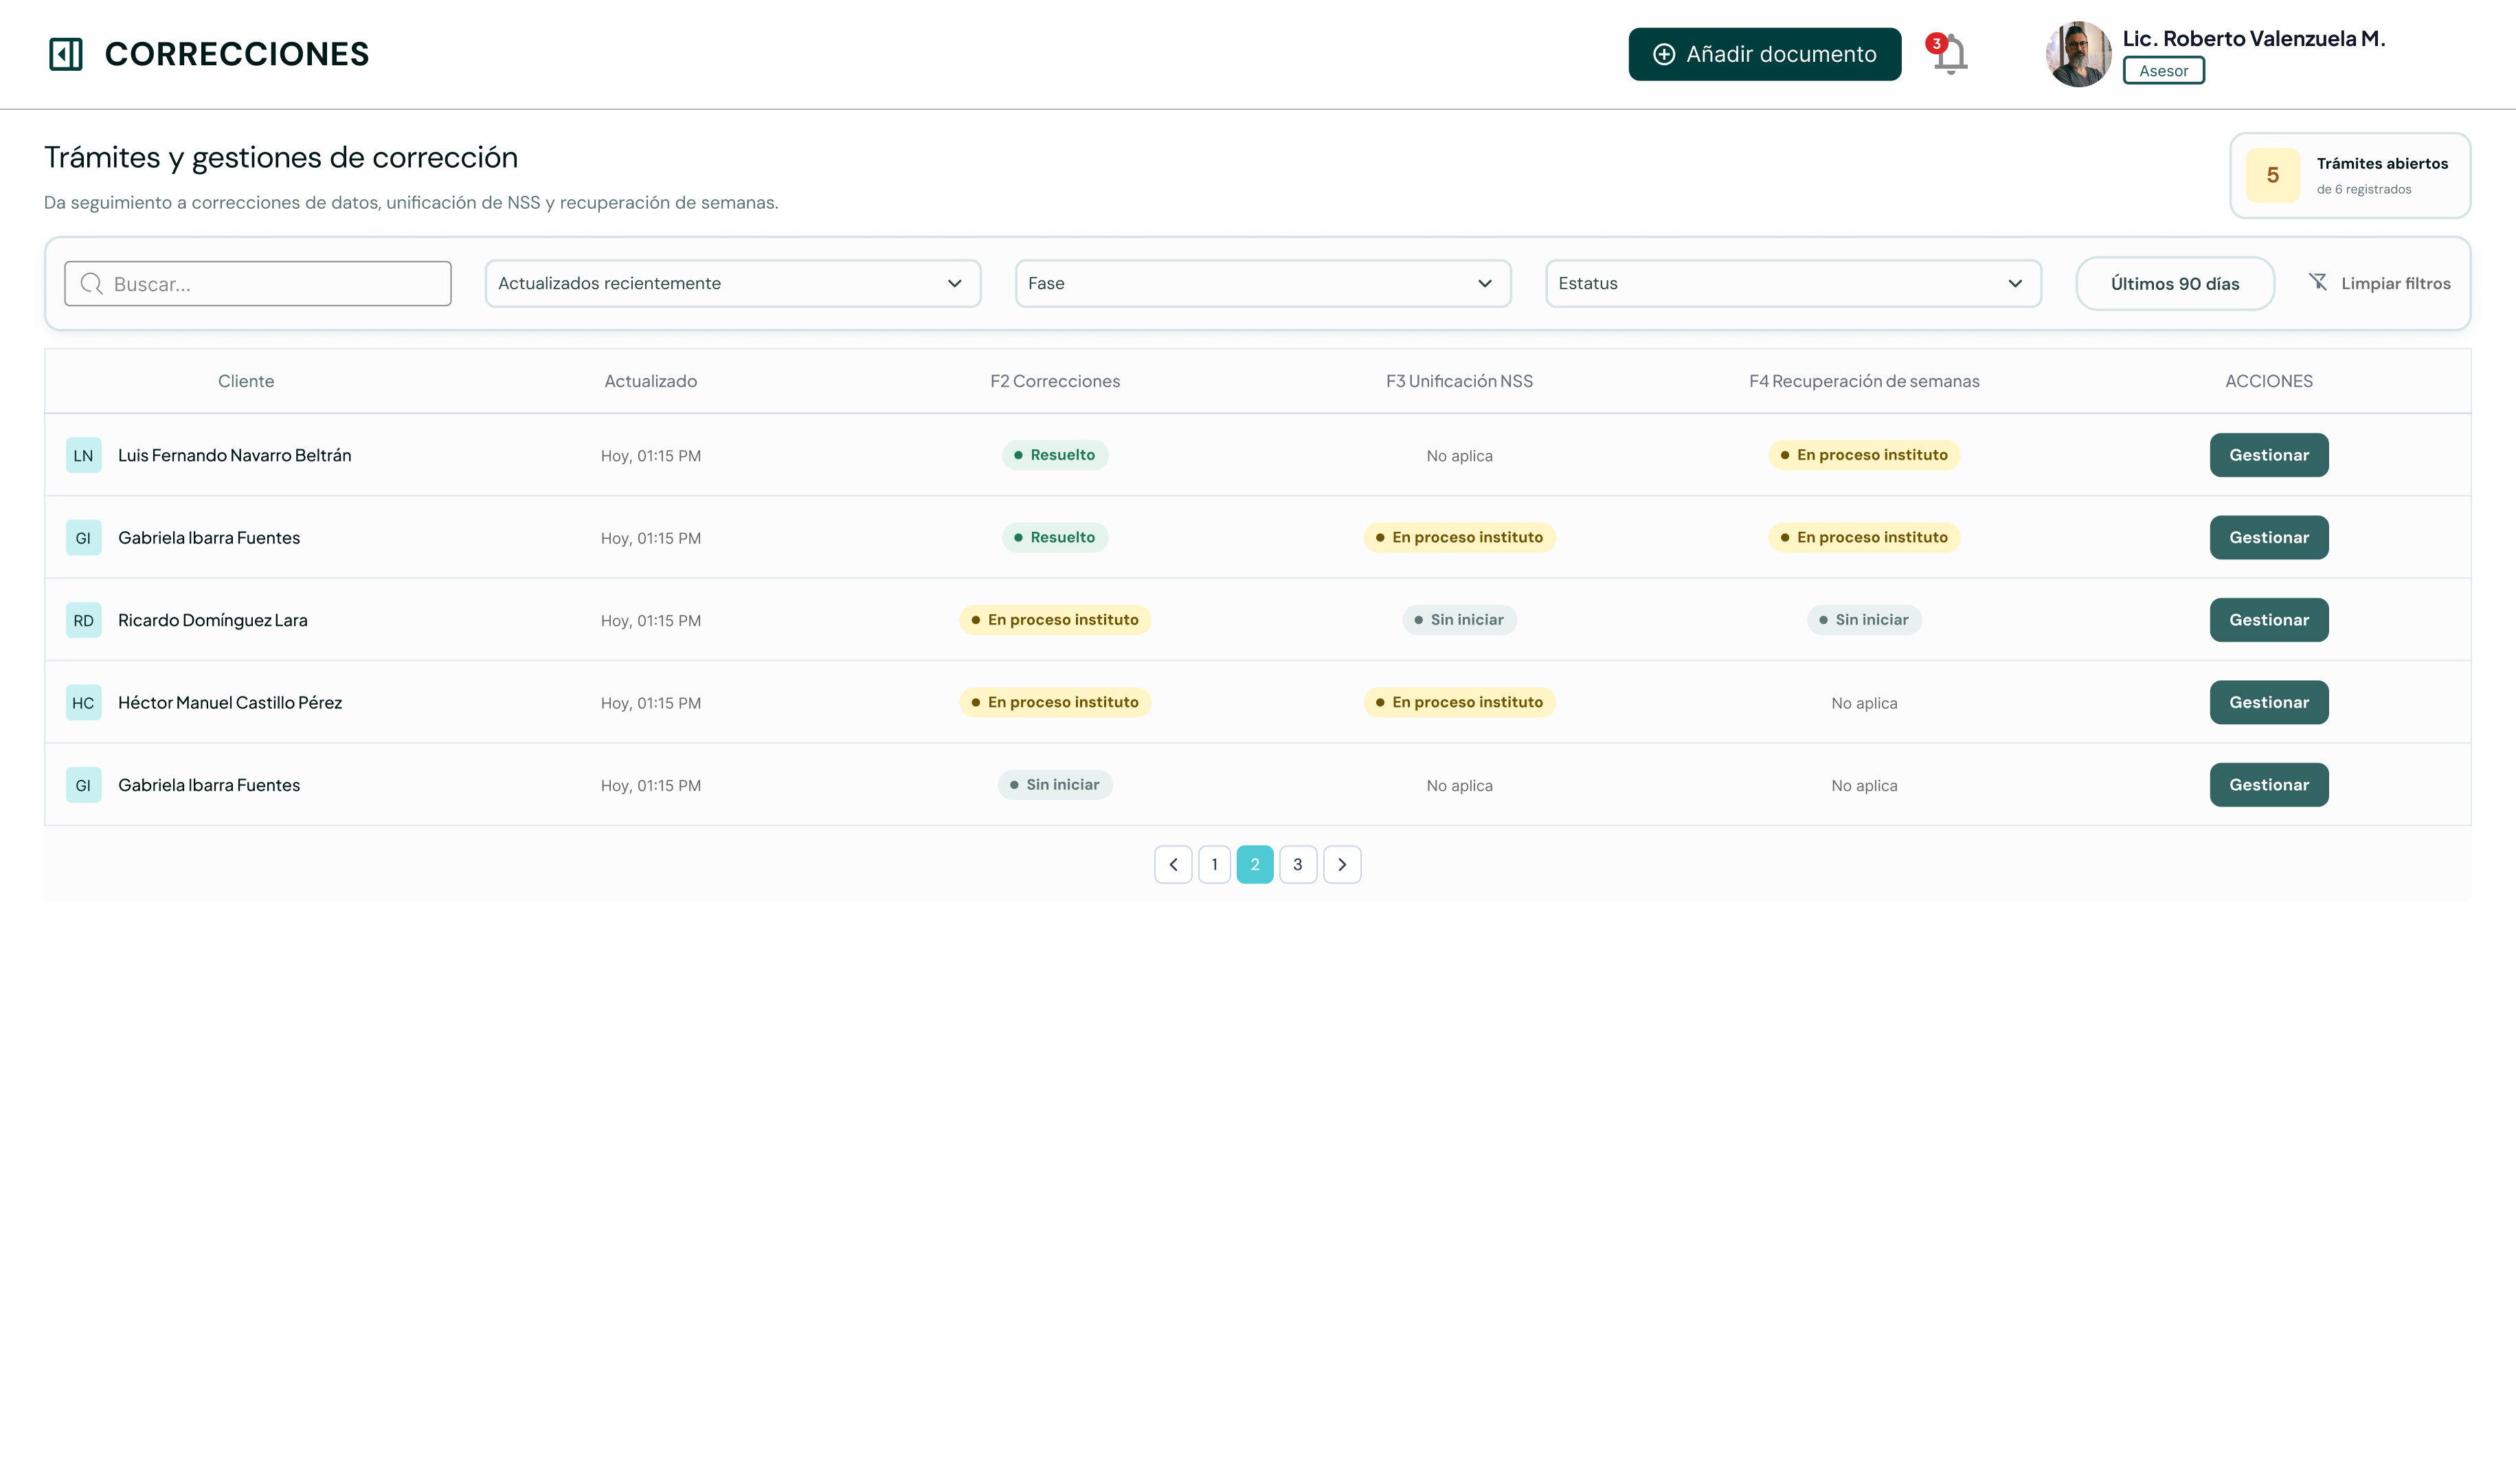 CORRECCIONES
Añadir documento
3
Lic. Roberto Valenzuela M.
Asesor
Trámites y gestiones de corrección
Da seguimiento a correcciones de datos, unificación de NSS y recuperación de semanas.
5
Trámites abiertos
de 6 registrados
Buscar...
Actualizados recientemente
Fase
Estatus
Últimos 90 días
Limpiar filtros
Cliente Actualizado F2 Correcciones F3 Unificación NSS F4 Recuperación de semanas ACCIONES
LN Luis Fernando Navarro Beltrán Hoy, 01:15 PM Resuelto No aplica En proceso instituto Gestionar
GI Gabriela Ibarra Fuentes Hoy, 01:15 PM Resuelto En proceso instituto En proceso instituto Gestionar
RD Ricardo Domínguez Lara Hoy, 01:15 PM En proceso instituto Sin iniciar Sin iniciar Gestionar
HC Héctor Manuel Castillo Pérez Hoy, 01:15 PM En proceso instituto En proceso instituto No aplica Gestionar
GI Gabriela Ibarra Fuentes Hoy, 01:15 PM Sin iniciar No aplica No aplica Gestionar
1 2 3